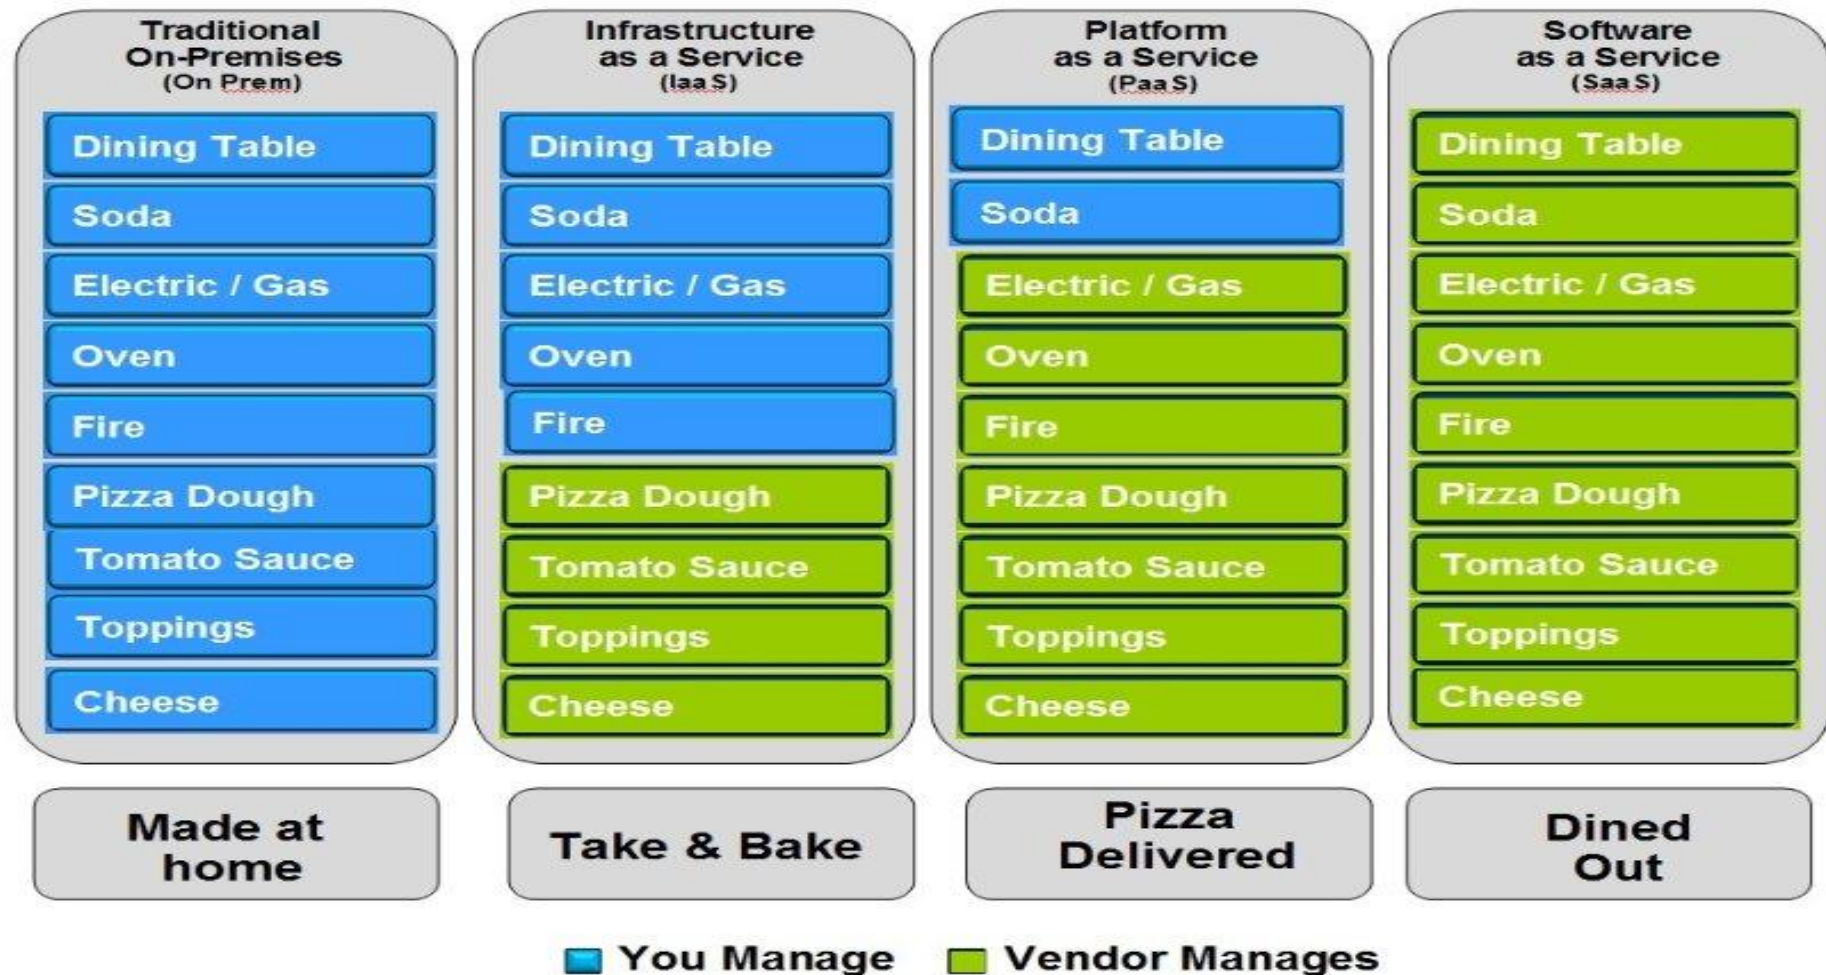 Traditional
On-Premises
(On Prem)
Dining Table
Soda
Electric / Gas
Oven
Fire
Pizza Dough
Tomato Sauce
Toppings
Cheese
Made at
home
Infrastructure
as a Service
(IaaS)
Dining Table
Soda
Electric / Gas
Oven
Fire
Pizza Dough
Tomato Sauce
Toppings
Cheese
Take & Bake
Platform
as a Service
(PaaS)
Dining Table
Soda
Electric / Gas
Oven
Fire
Pizza Dough
Tomato Sauce
Toppings
Cheese
Pizza
Delivered
Software
as a Service
(SaaS)
Dining Table
Soda
Electric / Gas
Oven
Fire
Pizza Dough
Tomato Sauce
Toppings
Cheese
Dined
Out
You Manage
Vendor Manages